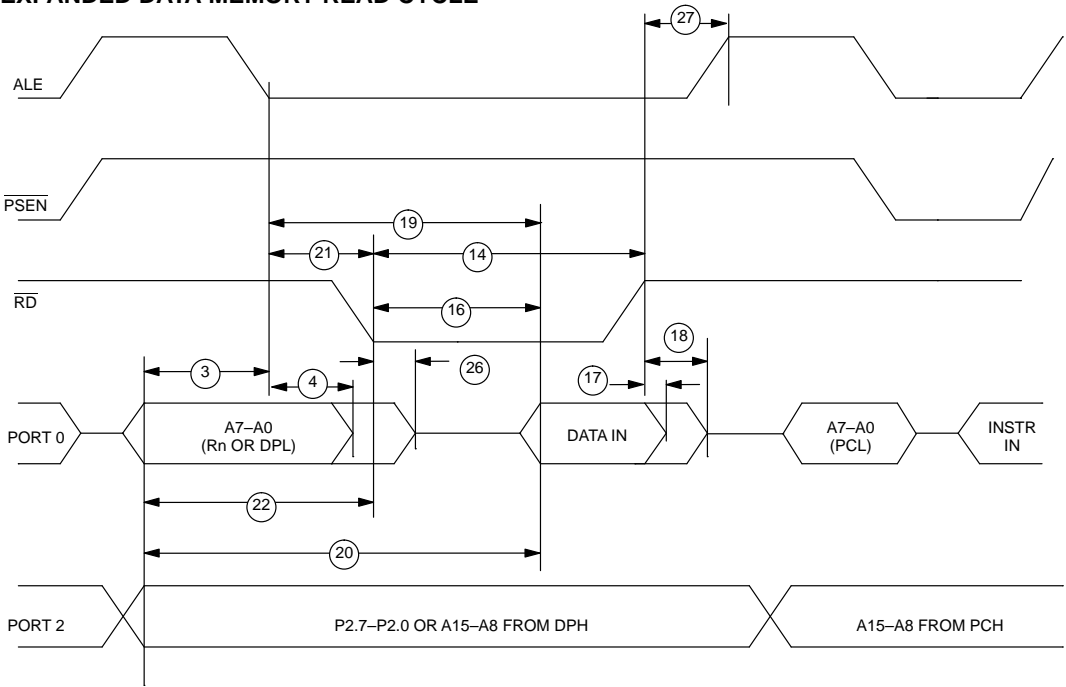 EXPANDED DATA MEMORY READ CYCLE
27
ALE
PSEN
19
21
14
RD
16
18
3
4
26
17
PORT 0
A7–A0
(Rn OR DPL)
DATA IN
A7–A0
(PCL)
INSTR
IN
22
20
PORT 2
P2.7–P2.0 OR A15–A8 FROM DPH
A15–A8 FROM PCH